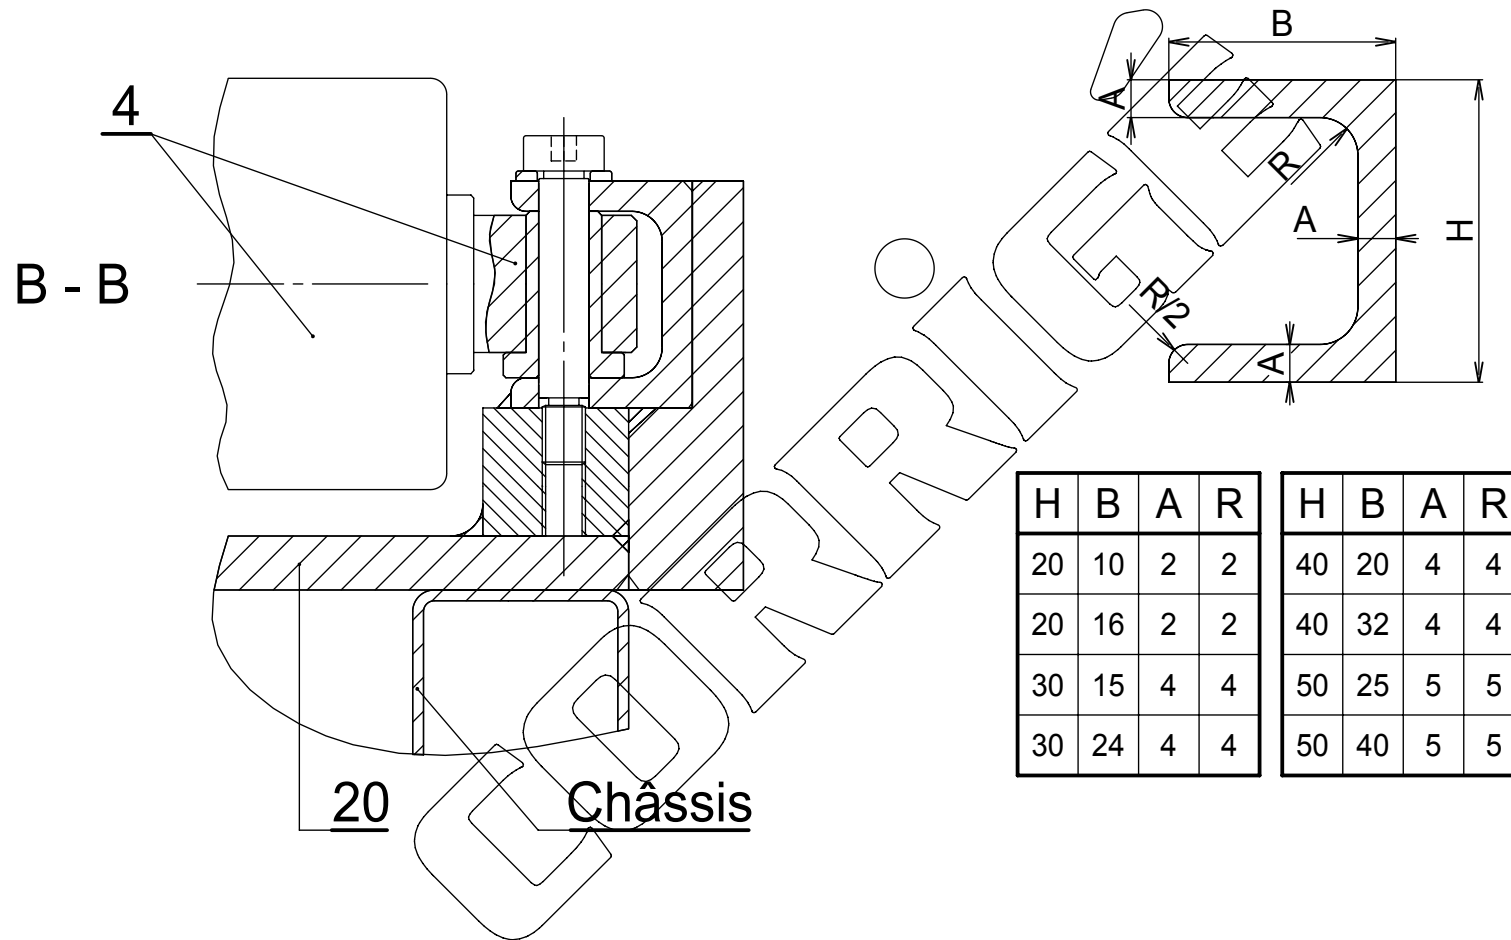 4
B - B
20
Châssis
CORRIGE
B
A
R
A
H
R/2
A
H B A R
20 10 2 2
20 16 2 2
30 15 4 4
30 24 4 4
H B A R
40 20 4 4
40 32 4 4
50 25 5 5
50 40 5 5